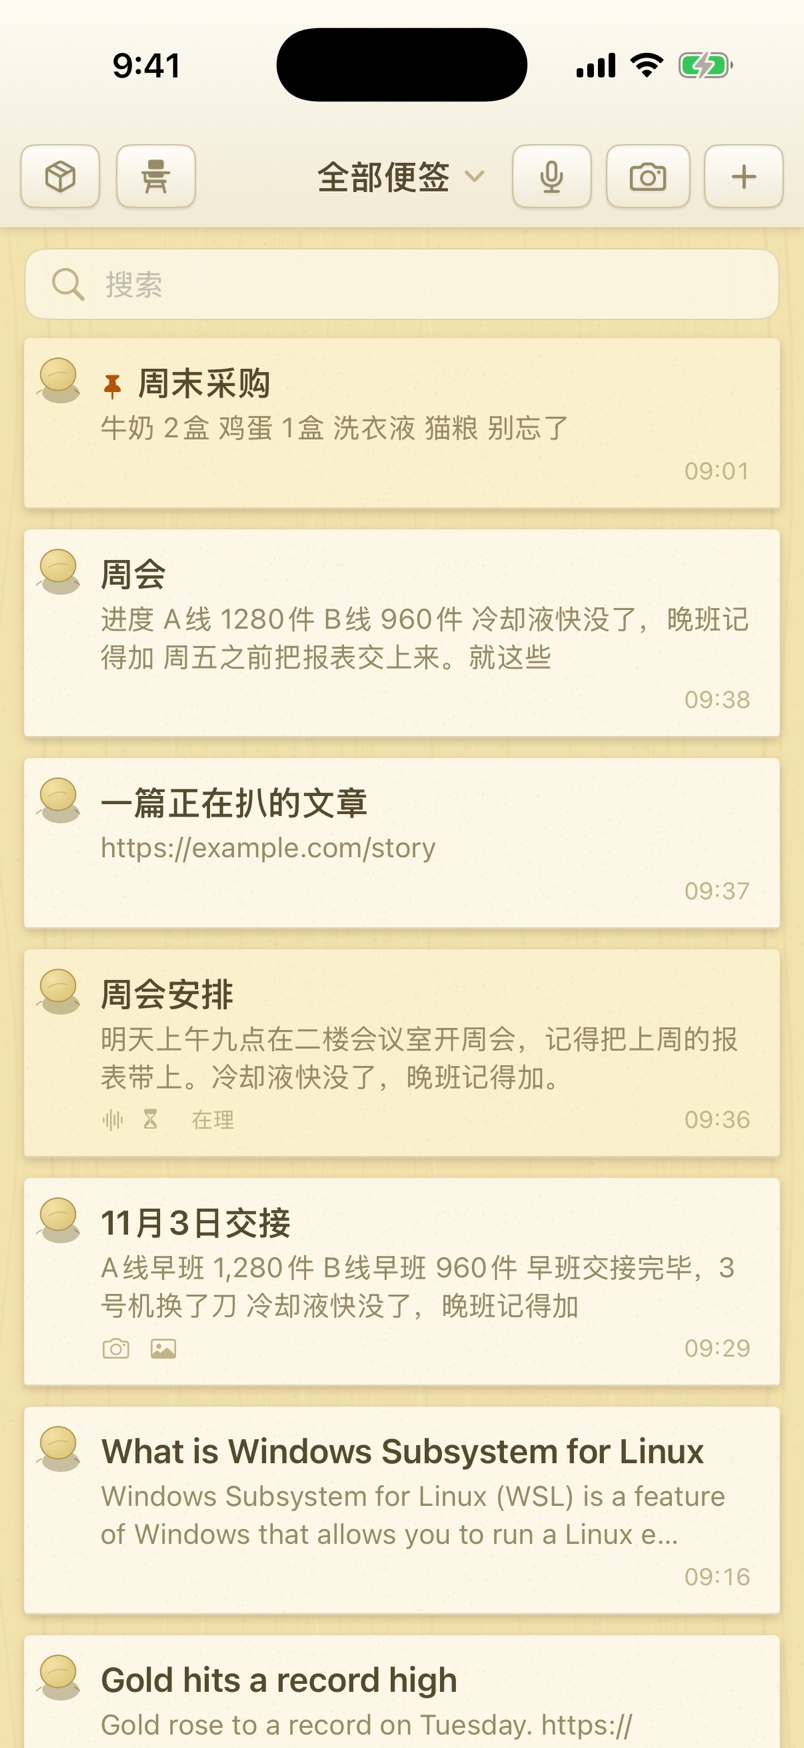 9:41
全部便签
搜索
周末采购
牛奶 2盒 鸡蛋 1盒 洗衣液 猫粮 别忘了
09:01
周会
进度 A线 1280件 B线 960件 冷却液快没了，晚班记
得加 周五之前把报表交上来。就这些
09:38
一篇正在扒的文章
https://example.com/story
09:37
周会安排
明天上午九点在二楼会议室开周会，记得把上周的报
表带上。冷却液快没了，晚班记得加。
在理
09:36
11月3日交接
A线早班 1,280件 B线早班 960件 早班交接完毕，3
号机换了刀 冷却液快没了，晚班记得加
09:29
What is Windows Subsystem for Linux
Windows Subsystem for Linux (WSL) is a feature
of Windows that allows you to run a Linux e...
09:16
Gold hits a record high
Gold rose to a record on Tuesday. https://